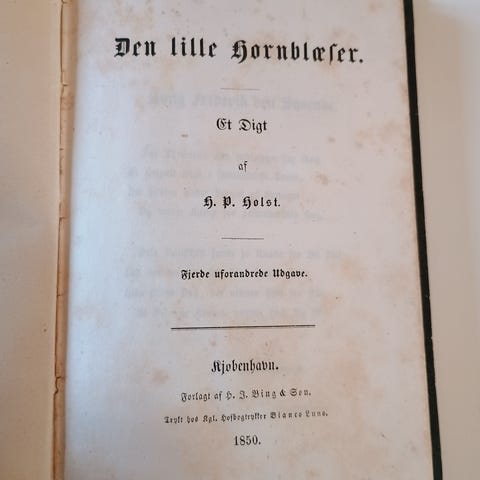 Den lille Hornblæser.
Et Digt
af
H. P. Holst.
Fjerde uforandrede Udgave.
Kjøbenhavn.
Forlagt af H. J. Bing & Søn.
Trykt hos Kgl. Hofbogtrykker Bianco Luno.
1850.